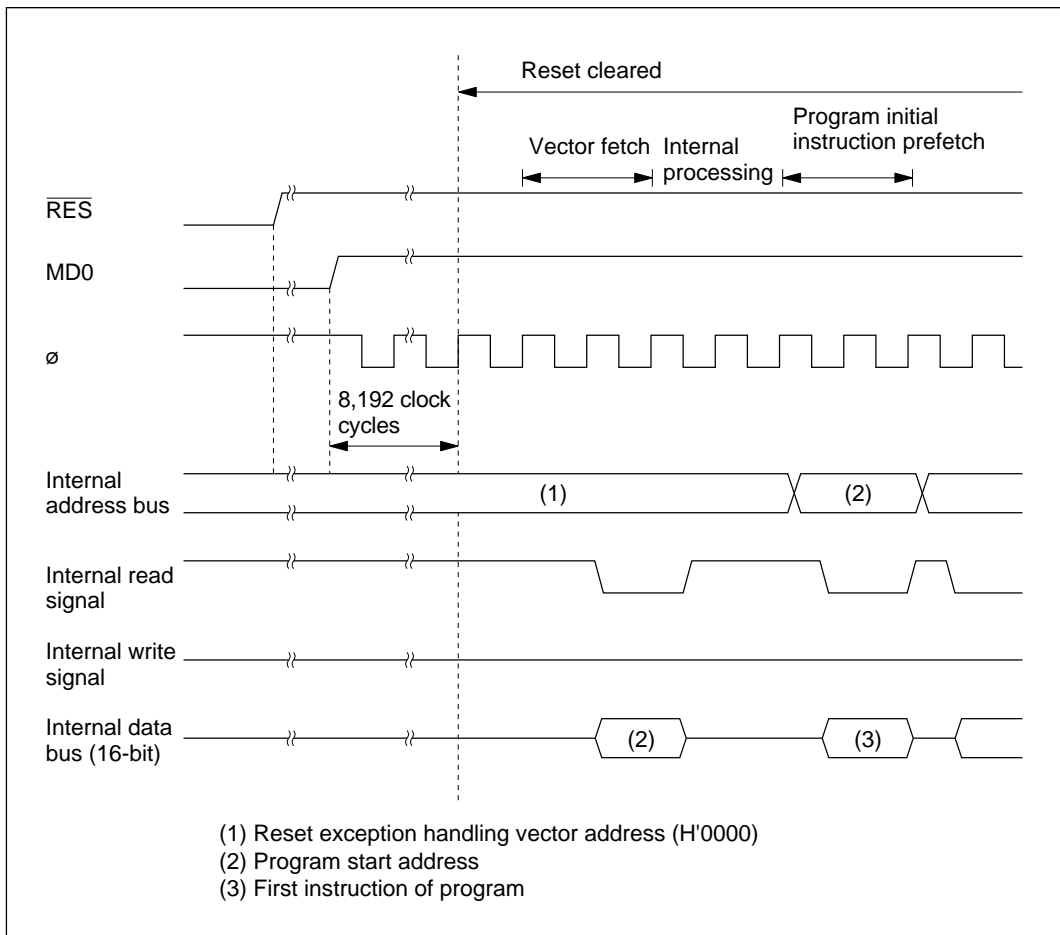 Reset cleared
Program initial
instruction prefetch
Vector fetch
Internal
processing
RES
MD0
ø
8,192 clock
cycles
Internal
address bus
(1)
(2)
Internal read
signal
Internal write
signal
Internal data
bus (16-bit)
(2)
(3)
(1) Reset exception handling vector address (H'0000)
(2) Program start address
(3) First instruction of program